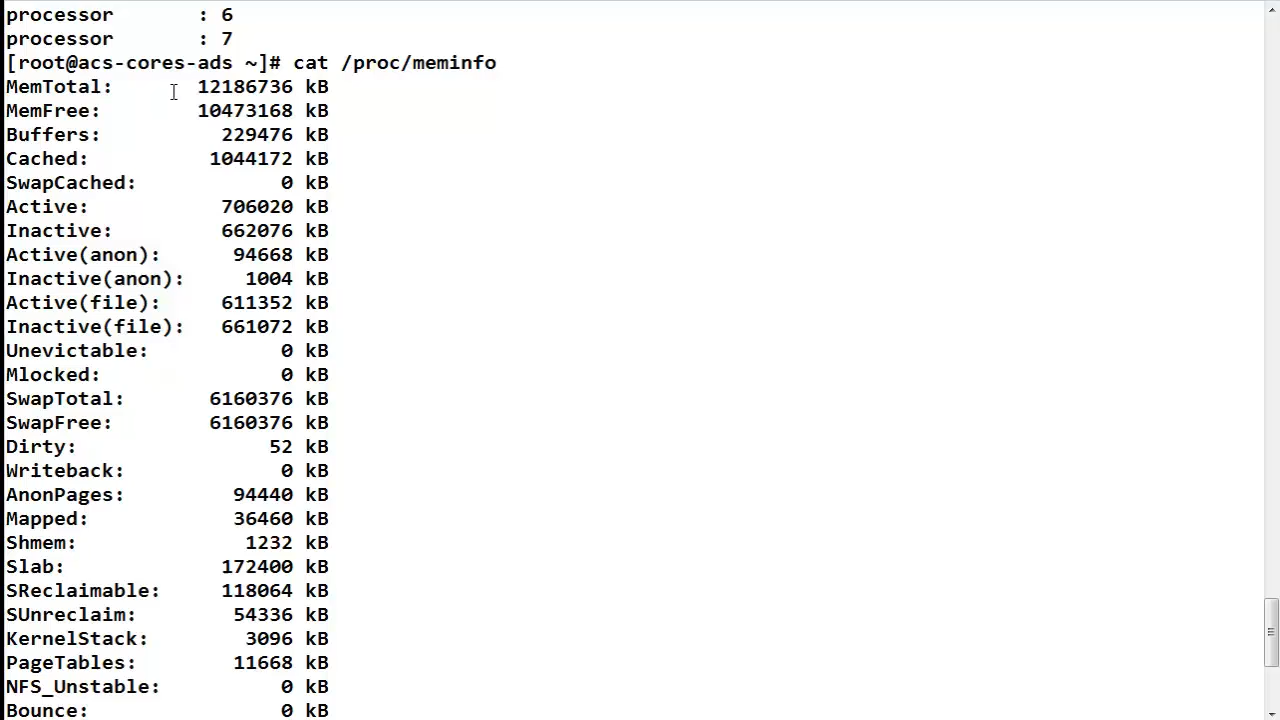 processor : 6
processor : 7
[root@acs-cores-ads ~]# cat /proc/meminfo
MemTotal: 12186736 kB
MemFree: 10473168 kB
Buffers: 229476 kB
Cached: 1044172 kB
SwapCached: 0 kB
Active: 706020 kB
Inactive: 662076 kB
Active(anon): 94668 kB
Inactive(anon): 1004 kB
Active(file): 611352 kB
Inactive(file): 661072 kB
Unevictable: 0 kB
Mlocked: 0 kB
SwapTotal: 6160376 kB
SwapFree: 6160376 kB
Dirty: 52 kB
Writeback: 0 kB
AnonPages: 94440 kB
Mapped: 36460 kB
Shmem: 1232 kB
Slab: 172400 kB
SReclaimable: 118064 kB
SUnreclaim: 54336 kB
KernelStack: 3096 kB
PageTables: 11668 kB
NFS_Unstable: 0 kB
Bounce: 0 kB